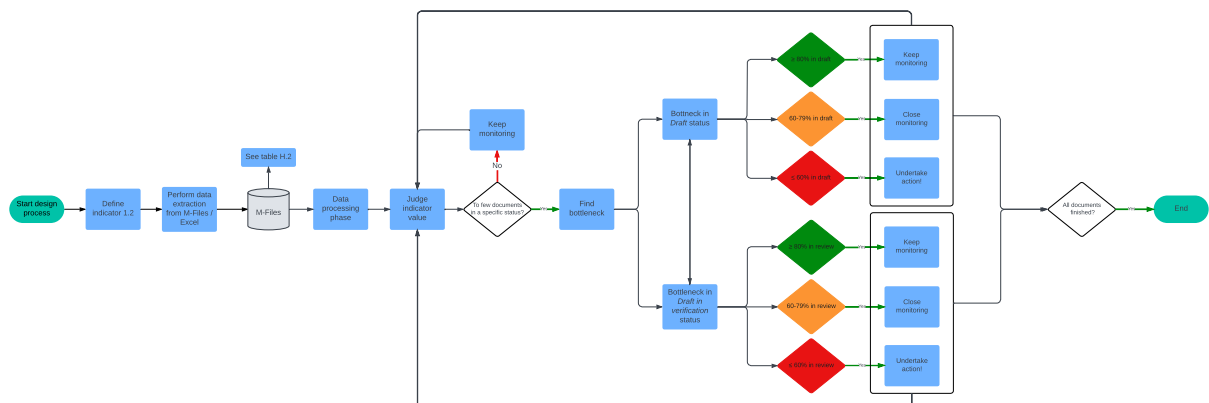 Start design
process
Define
indicator 1.2
Perform data
extraction
from M-Files /
Excel
See table H.2
M-Files
Data
processing
phase
Judge
indicator
value
Keep
monitoring
No
To few documents
in a specific status?
Yes
Find
bottleneck
Bottneck in
Draft status
Bottleneck in
Draft in
verification
status
≥ 80% in draft
Yes
Keep
monitoring
60-79% in draft
Yes
Close
monitoring
≤ 60% in draft
Yes
Undertake
action!
≥ 80% in review
Yes
Keep
monitoring
60-79% in review
Yes
Close
monitoring
≤ 60% in review
Yes
Undertake
action!
All documents
finished?
Yes
End